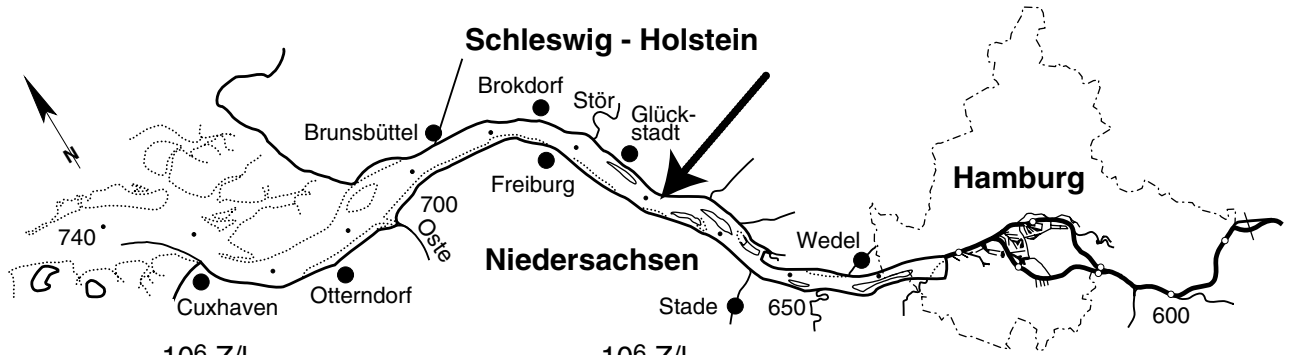 Schleswig - Holstein
Brokdorf
Stör
Glück-
stadt
Brunsbüttel
N
Freiburg
Hamburg
700
Oste
740
Wedel
Niedersachsen
Otterndorf
Cuxhaven
Stade
650
600